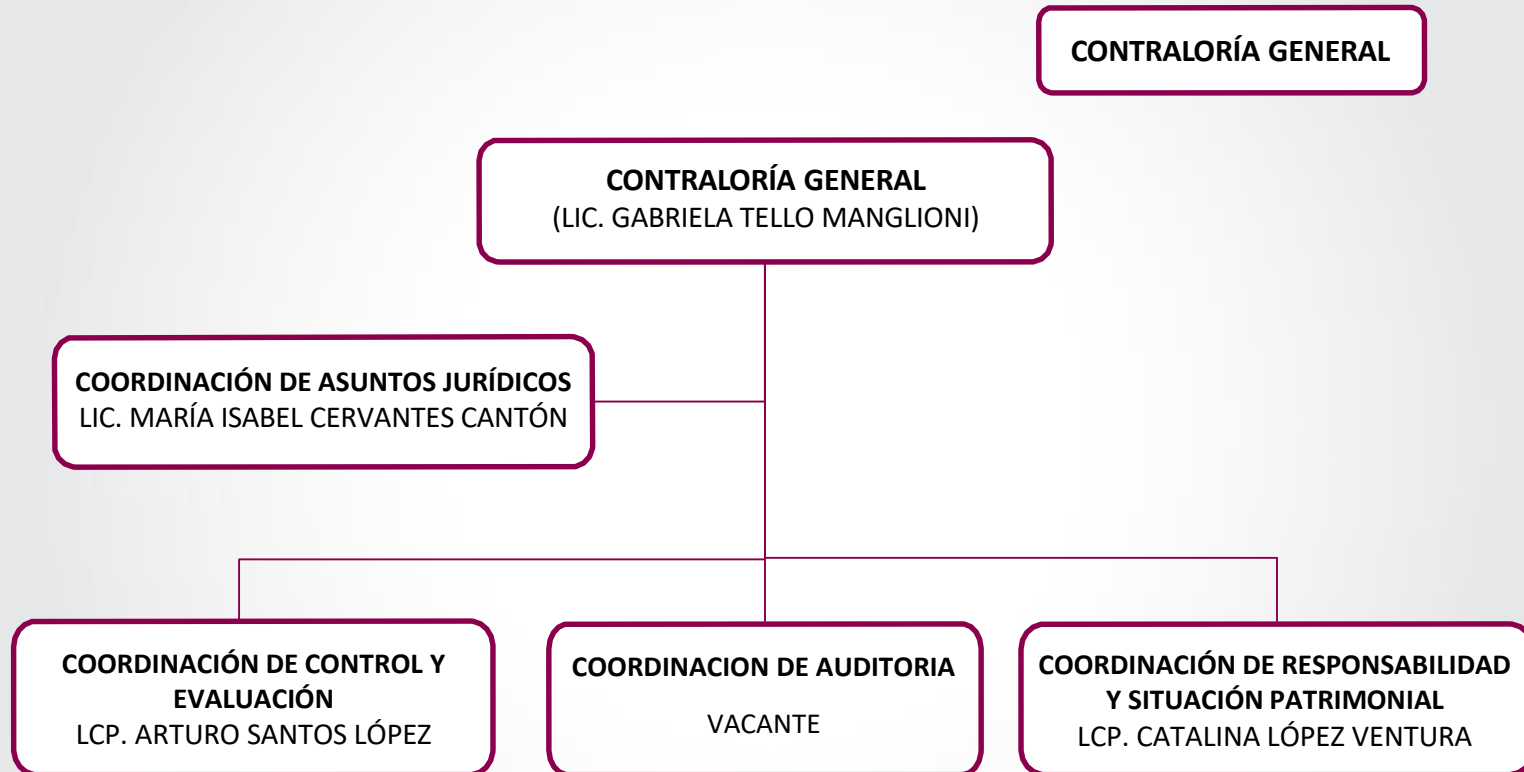 CONTRALORÍA GENERAL
CONTRALORÍA GENERAL
(LIC. GABRIELA TELLO MANGLIONI)
COORDINACIÓN DE ASUNTOS JURÍDICOS
LIC. MARÍA ISABEL CERVANTES CANTÓN
COORDINACIÓN DE CONTROL Y
EVALUACIÓN
LCP. ARTURO SANTOS LÓPEZ
COORDINACION DE AUDITORIA
VACANTE
COORDINACIÓN DE RESPONSABILIDAD
Y SITUACIÓN PATRIMONIAL
LCP. CATALINA LÓPEZ VENTURA